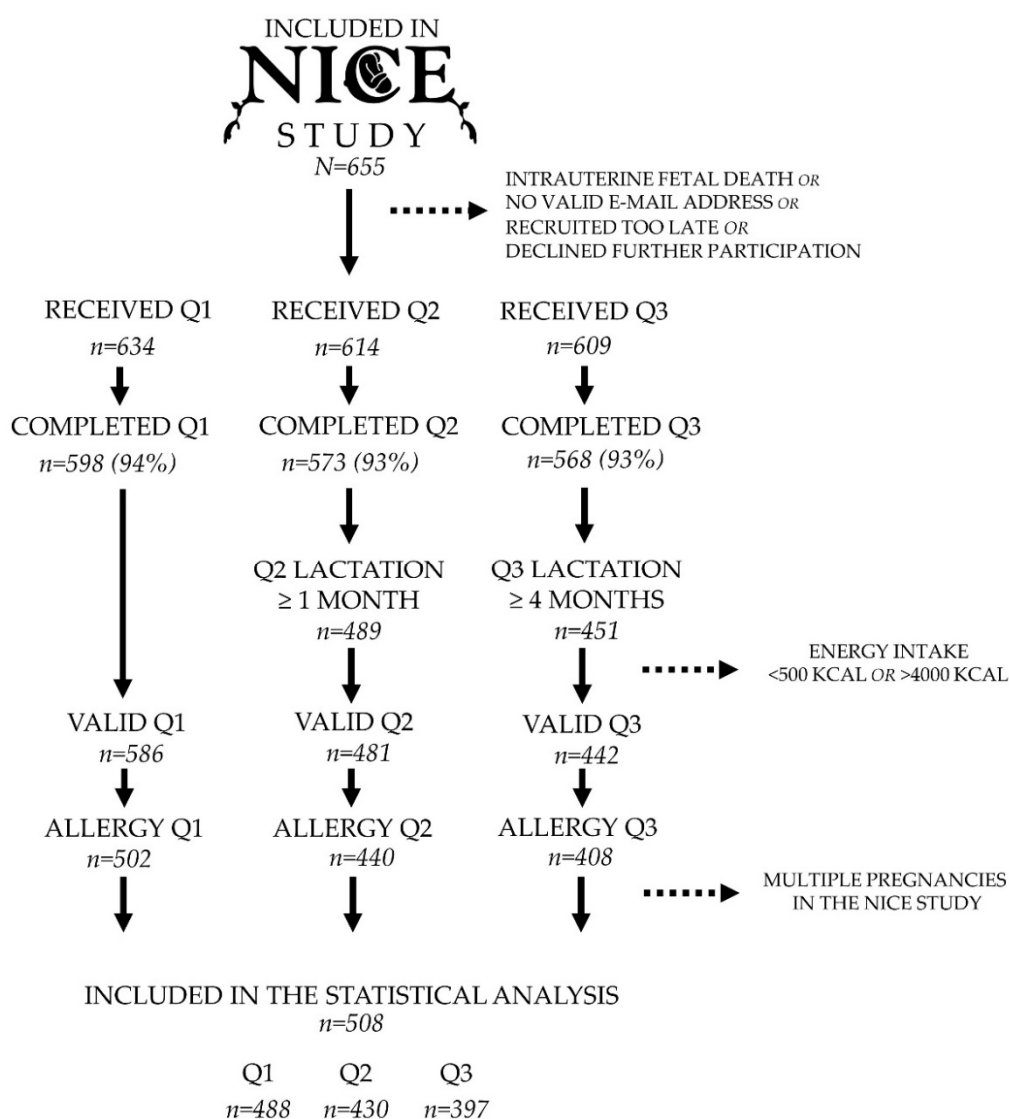 INCLUDED IN
NICE
STUDY
N=655
INTRAUTERINE FETAL DEATH OR
NO VALID E-MAIL ADDRESS OR
RECRUITED TOO LATE OR
DECLINED FURTHER PARTICIPATION
RECEIVED Q1
n=634
RECEIVED Q2
n=614
RECEIVED Q3
n=609
COMPLETED Q1
n=598 (94%)
COMPLETED Q2
n=573 (93%)
COMPLETED Q3
n=568 (93%)
Q2 LACTATION
≥ 1 MONTH
n=489
Q3 LACTATION
≥ 4 MONTHS
n=451
ENERGY INTAKE
<500 KCAL OR >4000 KCAL
VALID Q1
n=586
VALID Q2
n=481
VALID Q3
n=442
ALLERGY Q1
n=502
ALLERGY Q2
n=440
ALLERGY Q3
n=408
MULTIPLE PREGNANCIES
IN THE NICE STUDY
INCLUDED IN THE STATISTICAL ANALYSIS
n=508
Q1
n=488
Q2
n=430
Q3
n=397